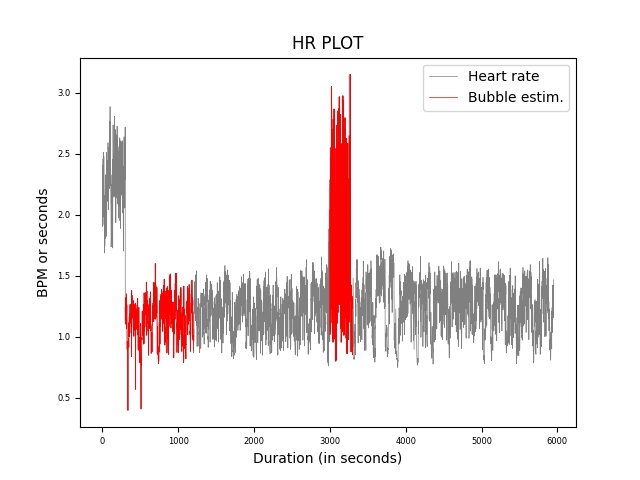 HR PLOT
Heart rate
Bubble estim.
3.0
2.5
2.0
1.5
1.0
0.5
BPM or seconds
0 1000 2000 3000 4000 5000 6000
Duration (in seconds)